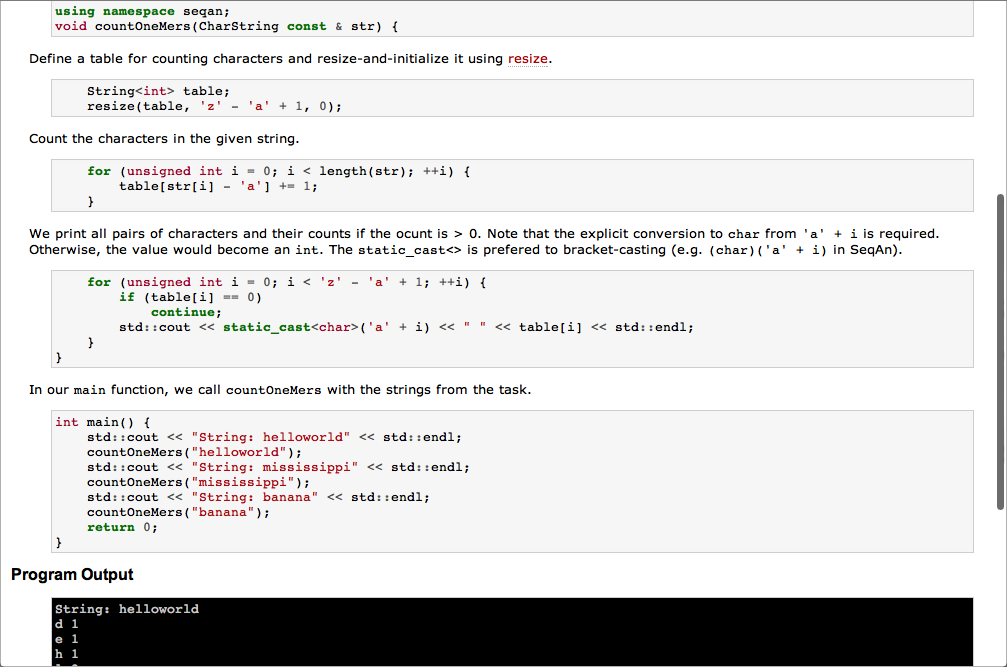 using namespace seqan;
void countOneMers(CharString const & str) {
Define a table for counting characters and resize-and-initialize it using resize.
String<int> table;
resize(table, 'z' - 'a' + 1, 0);
Count the characters in the given string.
for (unsigned int i = 0; i < length(str); ++i) {
table[str[i] - 'a'] += 1;
}
We print all pairs of characters and their counts if the ocunt is > 0. Note that the explicit conversion to char from 'a' + i is required.
Otherwise, the value would become an int. The static_cast<> is prefered to bracket-casting (e.g. (char)('a' + i) in SeqAn).
for (unsigned int i = 0; i < 'z' - 'a' + 1; ++i) {
if (table[i] == 0)
continue;
std::cout << static_cast<char>('a' + i) << " " << table[i] << std::endl;
}
}
In our main function, we call countOneMers with the strings from the task.
int main() {
std::cout << "String: helloworld" << std::endl;
countOneMers("helloworld");
std::cout << "String: mississippi" << std::endl;
countOneMers("mississippi");
std::cout << "String: banana" << std::endl;
countOneMers("banana");
return 0;
}
Program Output
String: helloworld
d 1
e 1
h 1